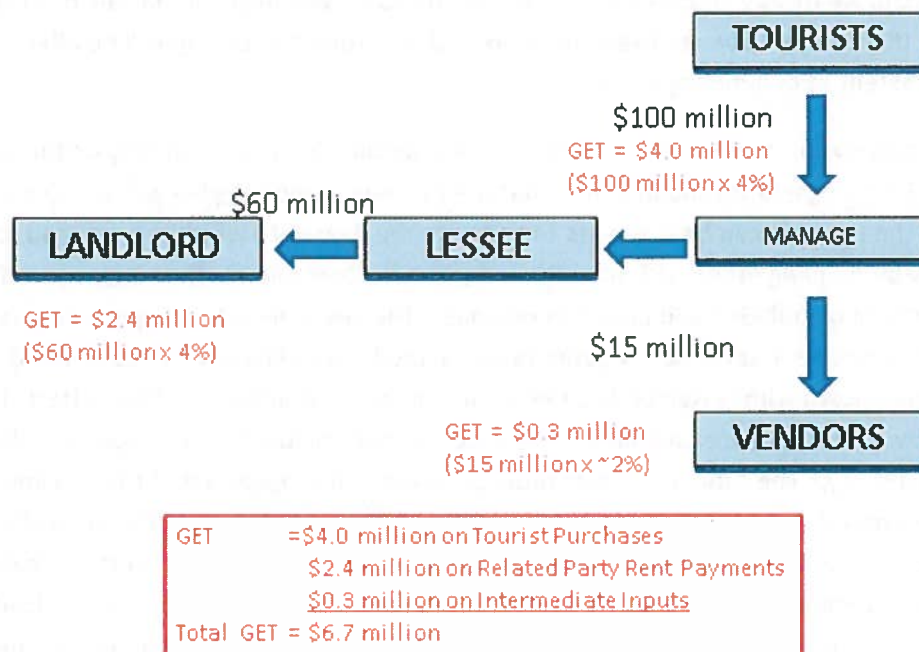 TOURISTS
$100 million
GET = $4.0 million
($100 million x 4%)
$60 million
LANDLORD
LESSEE
MANAGE
GET = $2.4 million
($60 million x 4%)
$15 million
GET = $0.3 million
($15 million x ~2%)
VENDORS
GET =$4.0 million on Tourist Purchases
$2.4 million on Related Party Rent Payments
$0.3 million on Intermediate Inputs
Total GET = $6.7 million